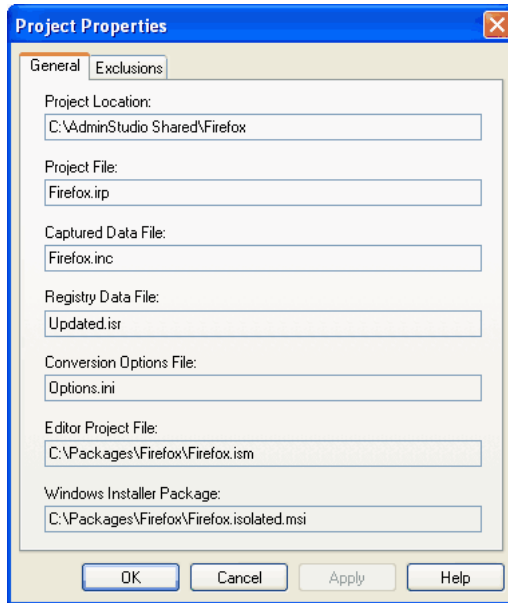 Project Properties
General Exclusions
Project Location:
C:\AdminStudio Shared\Firefox
Project File:
Firefox.irp
Captured Data File:
Firefox.inc
Registry Data File:
Updated.isr
Conversion Options File:
Options.ini
Editor Project File:
C:\Packages\Firefox\Firefox.ism
Windows Installer Package:
C:\Packages\Firefox\Firefox.isolated.msi
OK Cancel Apply Help